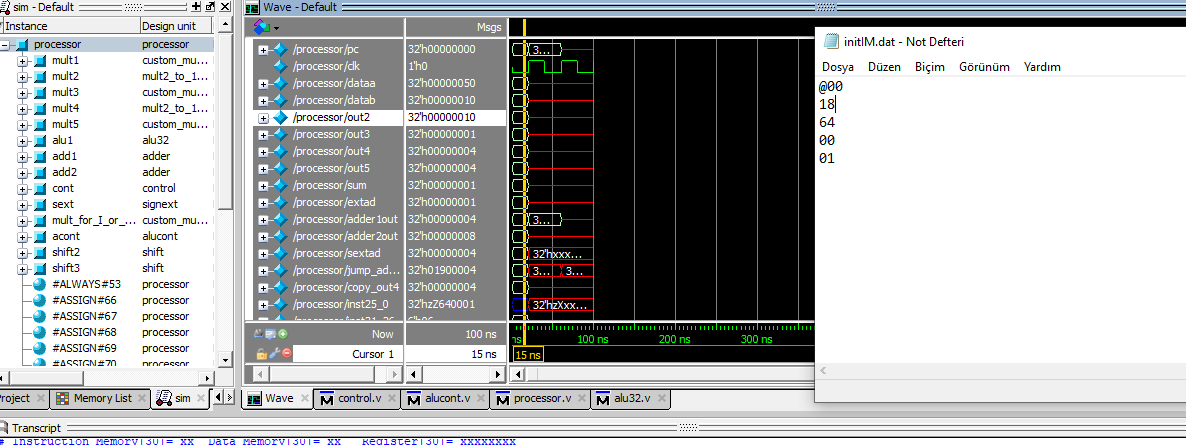 sim - Default
Instance Design unit
processor processor
mult1 custom_mu...
mult2 mult2_to_1...
mult3 custom_mu...
mult4 mult2_to_1...
mult5 custom_mu...
alu1 alu32
add1 adder
add2 adder
cont control
sext signext
mult_for_I_or_... custom_mu...
acont alucont
shift2 shift
shift3 shift
#ALWAYS#53 processor
#ASSIGN#66 processor
#ASSIGN#67 processor
#ASSIGN#68 processor
#ASSIGN#69 processor
#ASSIGN#70 processor
Project Memory List sim
Wave - Default
Msgs
/processor/pc 32'h00000000 3...
/processor/clk 1'h0
/processor/dataa 32'h00000050
/processor/datab 32'h00000010
/processor/out2 32'h00000010
/processor/out3 32'h00000001
/processor/out4 32'h00000004
/processor/out5 32'h00000004
/processor/sum 32'h00000001
/processor/extad 32'h00000001
/processor/adder1out 32'h00000004 3...
/processor/adder2out 32'h00000008
/processor/sextad 32'h00000004 32'hxxx...
/processor/jump_ad... 32'h01900004 3... 3...
/processor/copy_out4 32'h00000004
/processor/inst25_0 32'hzZ640001 32'hzXxx...
Now 100 ns ns 100 ns 200 ns 300 ns
Cursor 1 15 ns 15 ns
Wave control.v alucont.v processor.v alu32.v
initIM.dat - Not Defteri
Dosya Düzen Biçim Görünüm Yardım
@00
18
64
00
01
Transcript
# Instruction Memory[30]= xx Data Memory[30]= xx Register[30]= xxxxxxxx